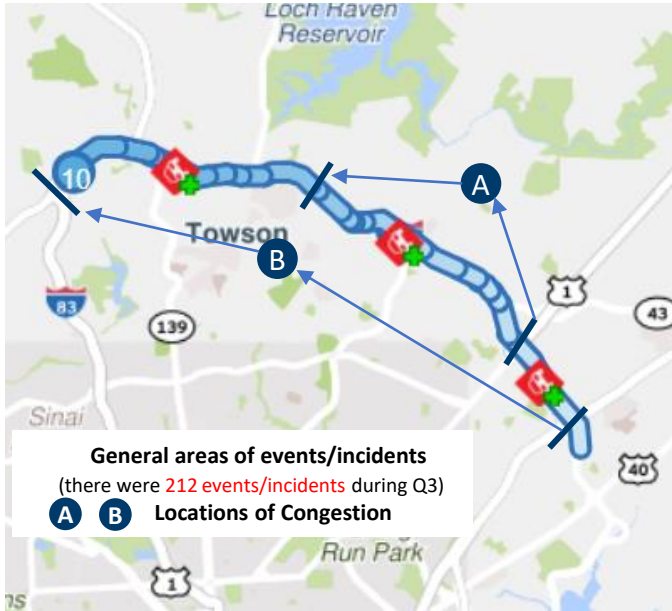 Loch Raven
Reservoir
10
A
Towson
B
1
83
139
43
Sinai
General areas of events/incidents
(there were 212 events/incidents during Q3)
A B Locations of Congestion
40
Run Park
1
ns